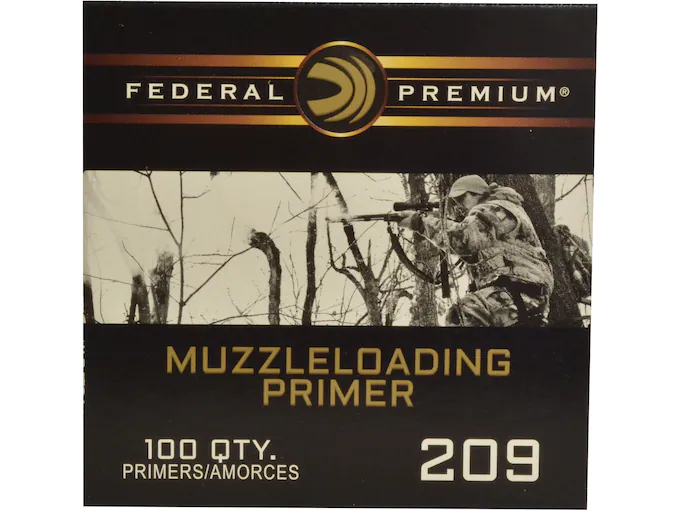 FEDERAL PREMIUM®
MUZZLELOADING
PRIMER
100 QTY.
PRIMERS/AMORCES
209